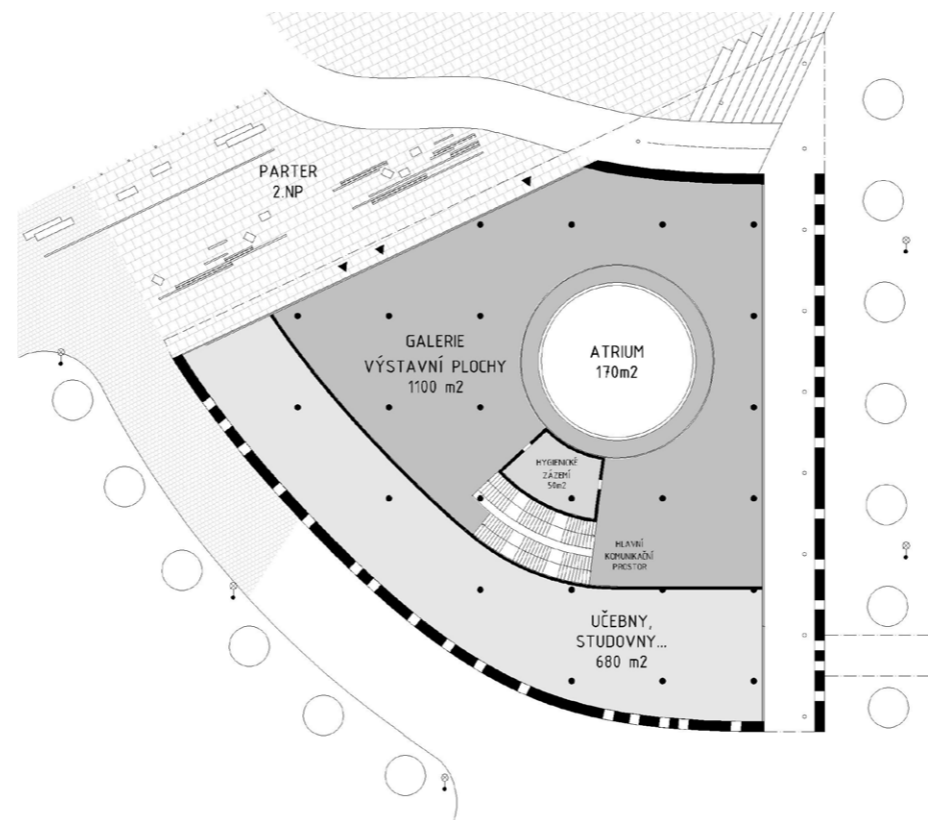 PARTER
2.NP
GALERIE
VÝSTAVNÍ PLOCHY
1100 m2
ATRIUM
170m2
HYGIENICKÉ
ZÁZEMÍ
50m2
HLAVNÍ
KOMUNIKAČNÍ
PROSTOR
UČEBNY,
STUDOVNY...
680 m2